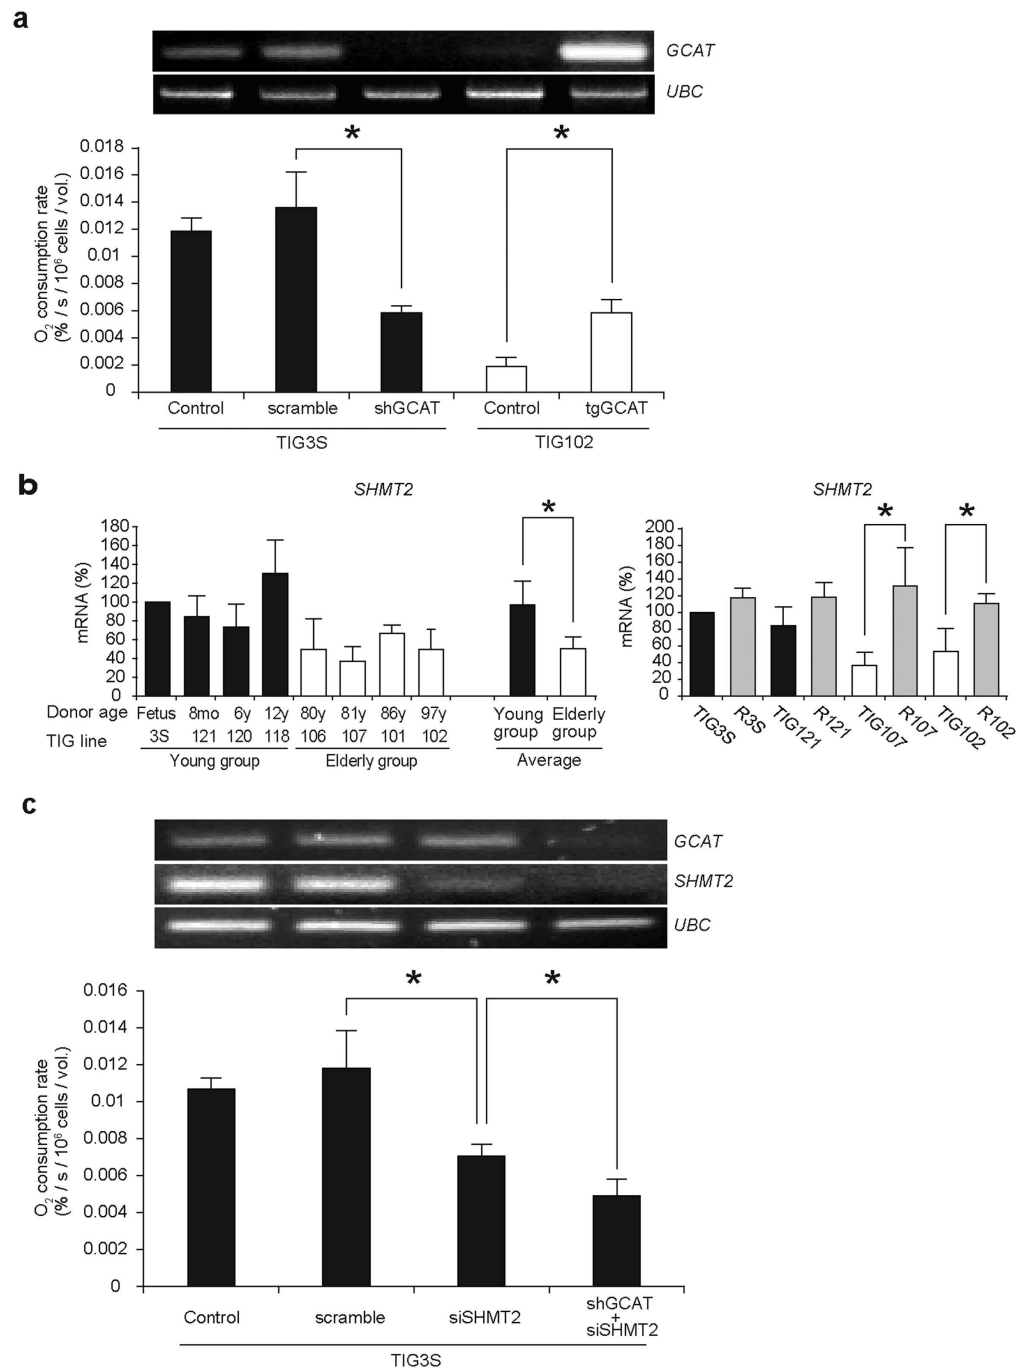 a
GCAT
UBC
*
*
O2 consumption rate
(% / s / 10⁶ cells / vol.)
0.018
0.016
0.014
0.012
0.01
0.008
0.006
0.004
0.002
0
Control scramble shGCAT Control tgGCAT
TIG3S TIG102
b
SHMT2
*
mRNA (%)
180
160
140
120
100
80
60
40
20
0
Donor age Fetus 8mo 6y 12y 80y 81y 86y 97y
TIG line 3S 121 120 118 106 107 101 102
Young group Elderly group
Young group
Elderly group
Average
SHMT2
*
*
mRNA (%)
200
180
160
140
120
100
80
60
40
20
0
TIG3S R3S TIG121 R121 TIG107 R107 TIG102 R102
c
GCAT
SHMT2
UBC
*
*
O2 consumption rate
(% / s / 10⁶ cells / vol.)
0.016
0.014
0.012
0.01
0.008
0.006
0.004
0.002
0
Control scramble siSHMT2 shGCAT
+
siSHMT2
TIG3S